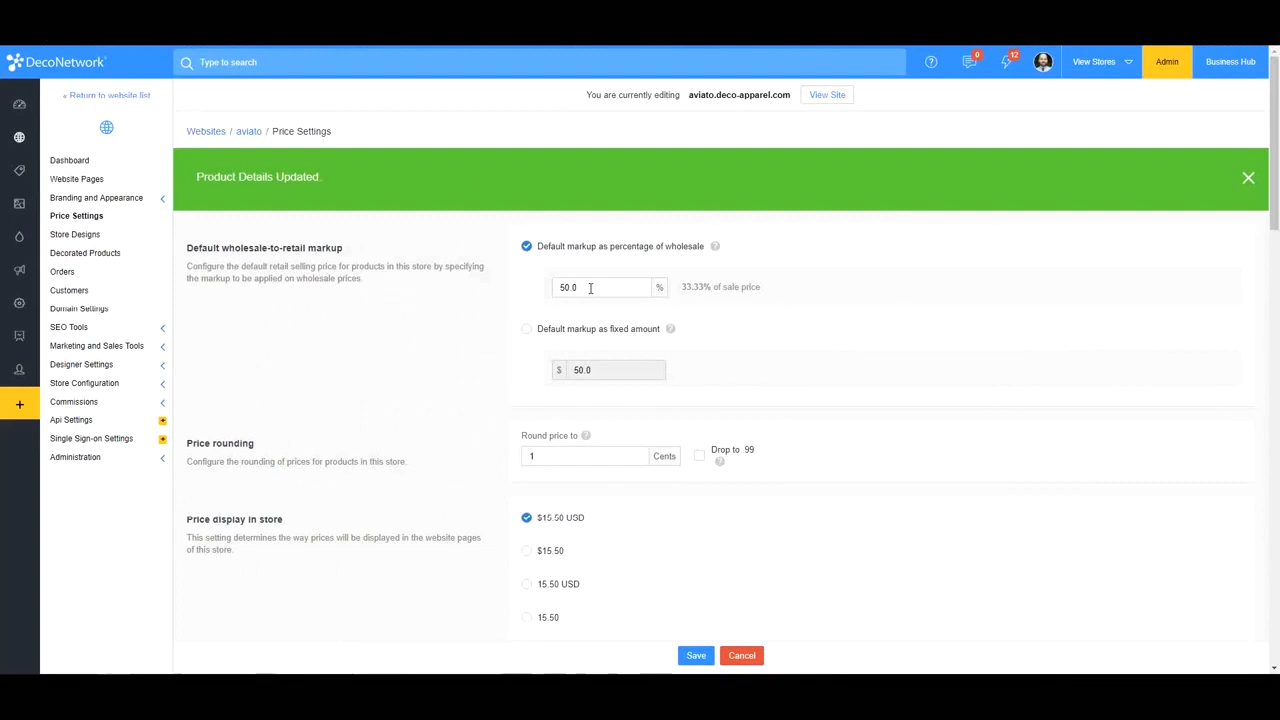 DecoNetwork
Type to search
0
12
View Stores
Admin
Business Hub
« Return to website list
You are currently editing aviato.deco-apparel.com View Site
Websites / aviato / Price Settings
Dashboard
Website Pages
Branding and Appearance
Price Settings
Store Designs
Decorated Products
Orders
Customers
Domain Settings
SEO Tools
Marketing and Sales Tools
Designer Settings
Store Configuration
Commissions
Api Settings
Single Sign-on Settings
Administration
Product Details Updated.
Default wholesale-to-retail markup
Configure the default retail selling price for products in this store by specifying
the markup to be applied on wholesale prices.
Default markup as percentage of wholesale
50.0 % 33.33% of sale price
Default markup as fixed amount
$ 50.0
Price rounding
Configure the rounding of prices for products in this store.
Round price to
1 Cents
Drop to .99
Price display in store
This setting determines the way prices will be displayed in the website pages
of this store.
$15.50 USD
$15.50
15.50 USD
15.50
Save Cancel